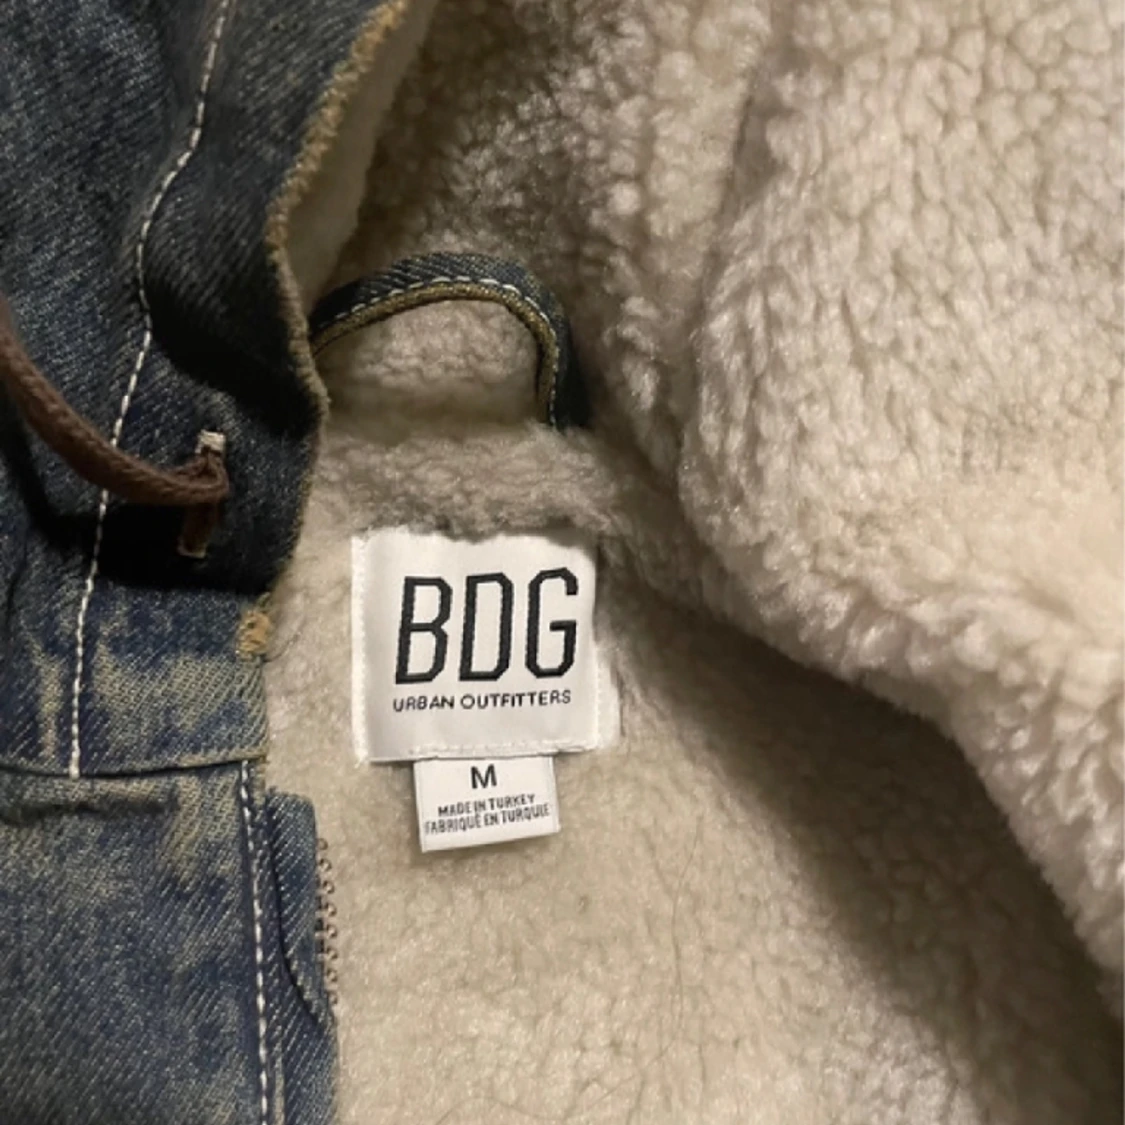 BDG
URBAN OUTFITTERS
M
MADE IN TURKEY
FABRIQUÉ EN TURQUIE